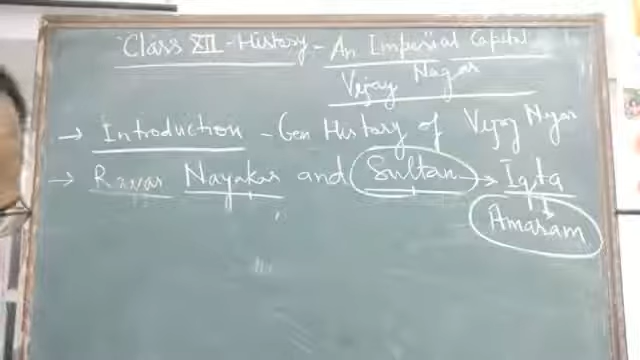 Class XII - History - An Imperial Capital
Vijay Nagar
→ Introduction - Gen History of Vijay Nagar
→ Rayas Nayakas and Sultan → Iqta
Amaram